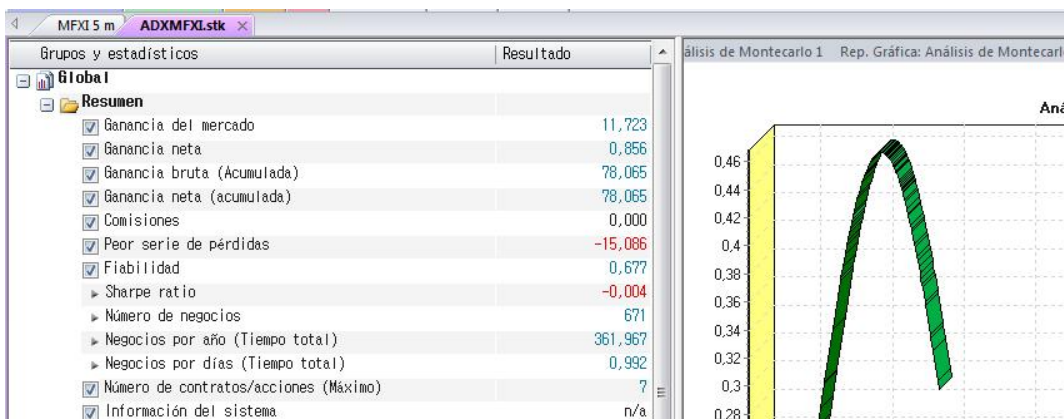 MFXI 5 m ADXMFXI.stk
Grupos y estadísticos Resultado
Global
Resumen
Ganancia del mercado 11,723
Ganancia neta 0,856
Ganancia bruta (Acumulada) 78,065
Ganancia neta (acumulada) 78,065
Comisiones 0,000
Peor serie de pérdidas -15,086
Fiabilidad 0,677
Sharpe ratio -0,004
Número de negocios 671
Negocios por año (Tiempo total) 361,967
Negocios por días (Tiempo total) 0,992
Número de contratos/acciones (Máximo) 7
Información del sistema n/a
álisis de Montecarlo 1 Rep. Gráfica: Análisis de Montecarl
Aná
0,46
0,44
0,42
0,4
0,38
0,36
0,34
0,32
0,3
0,28